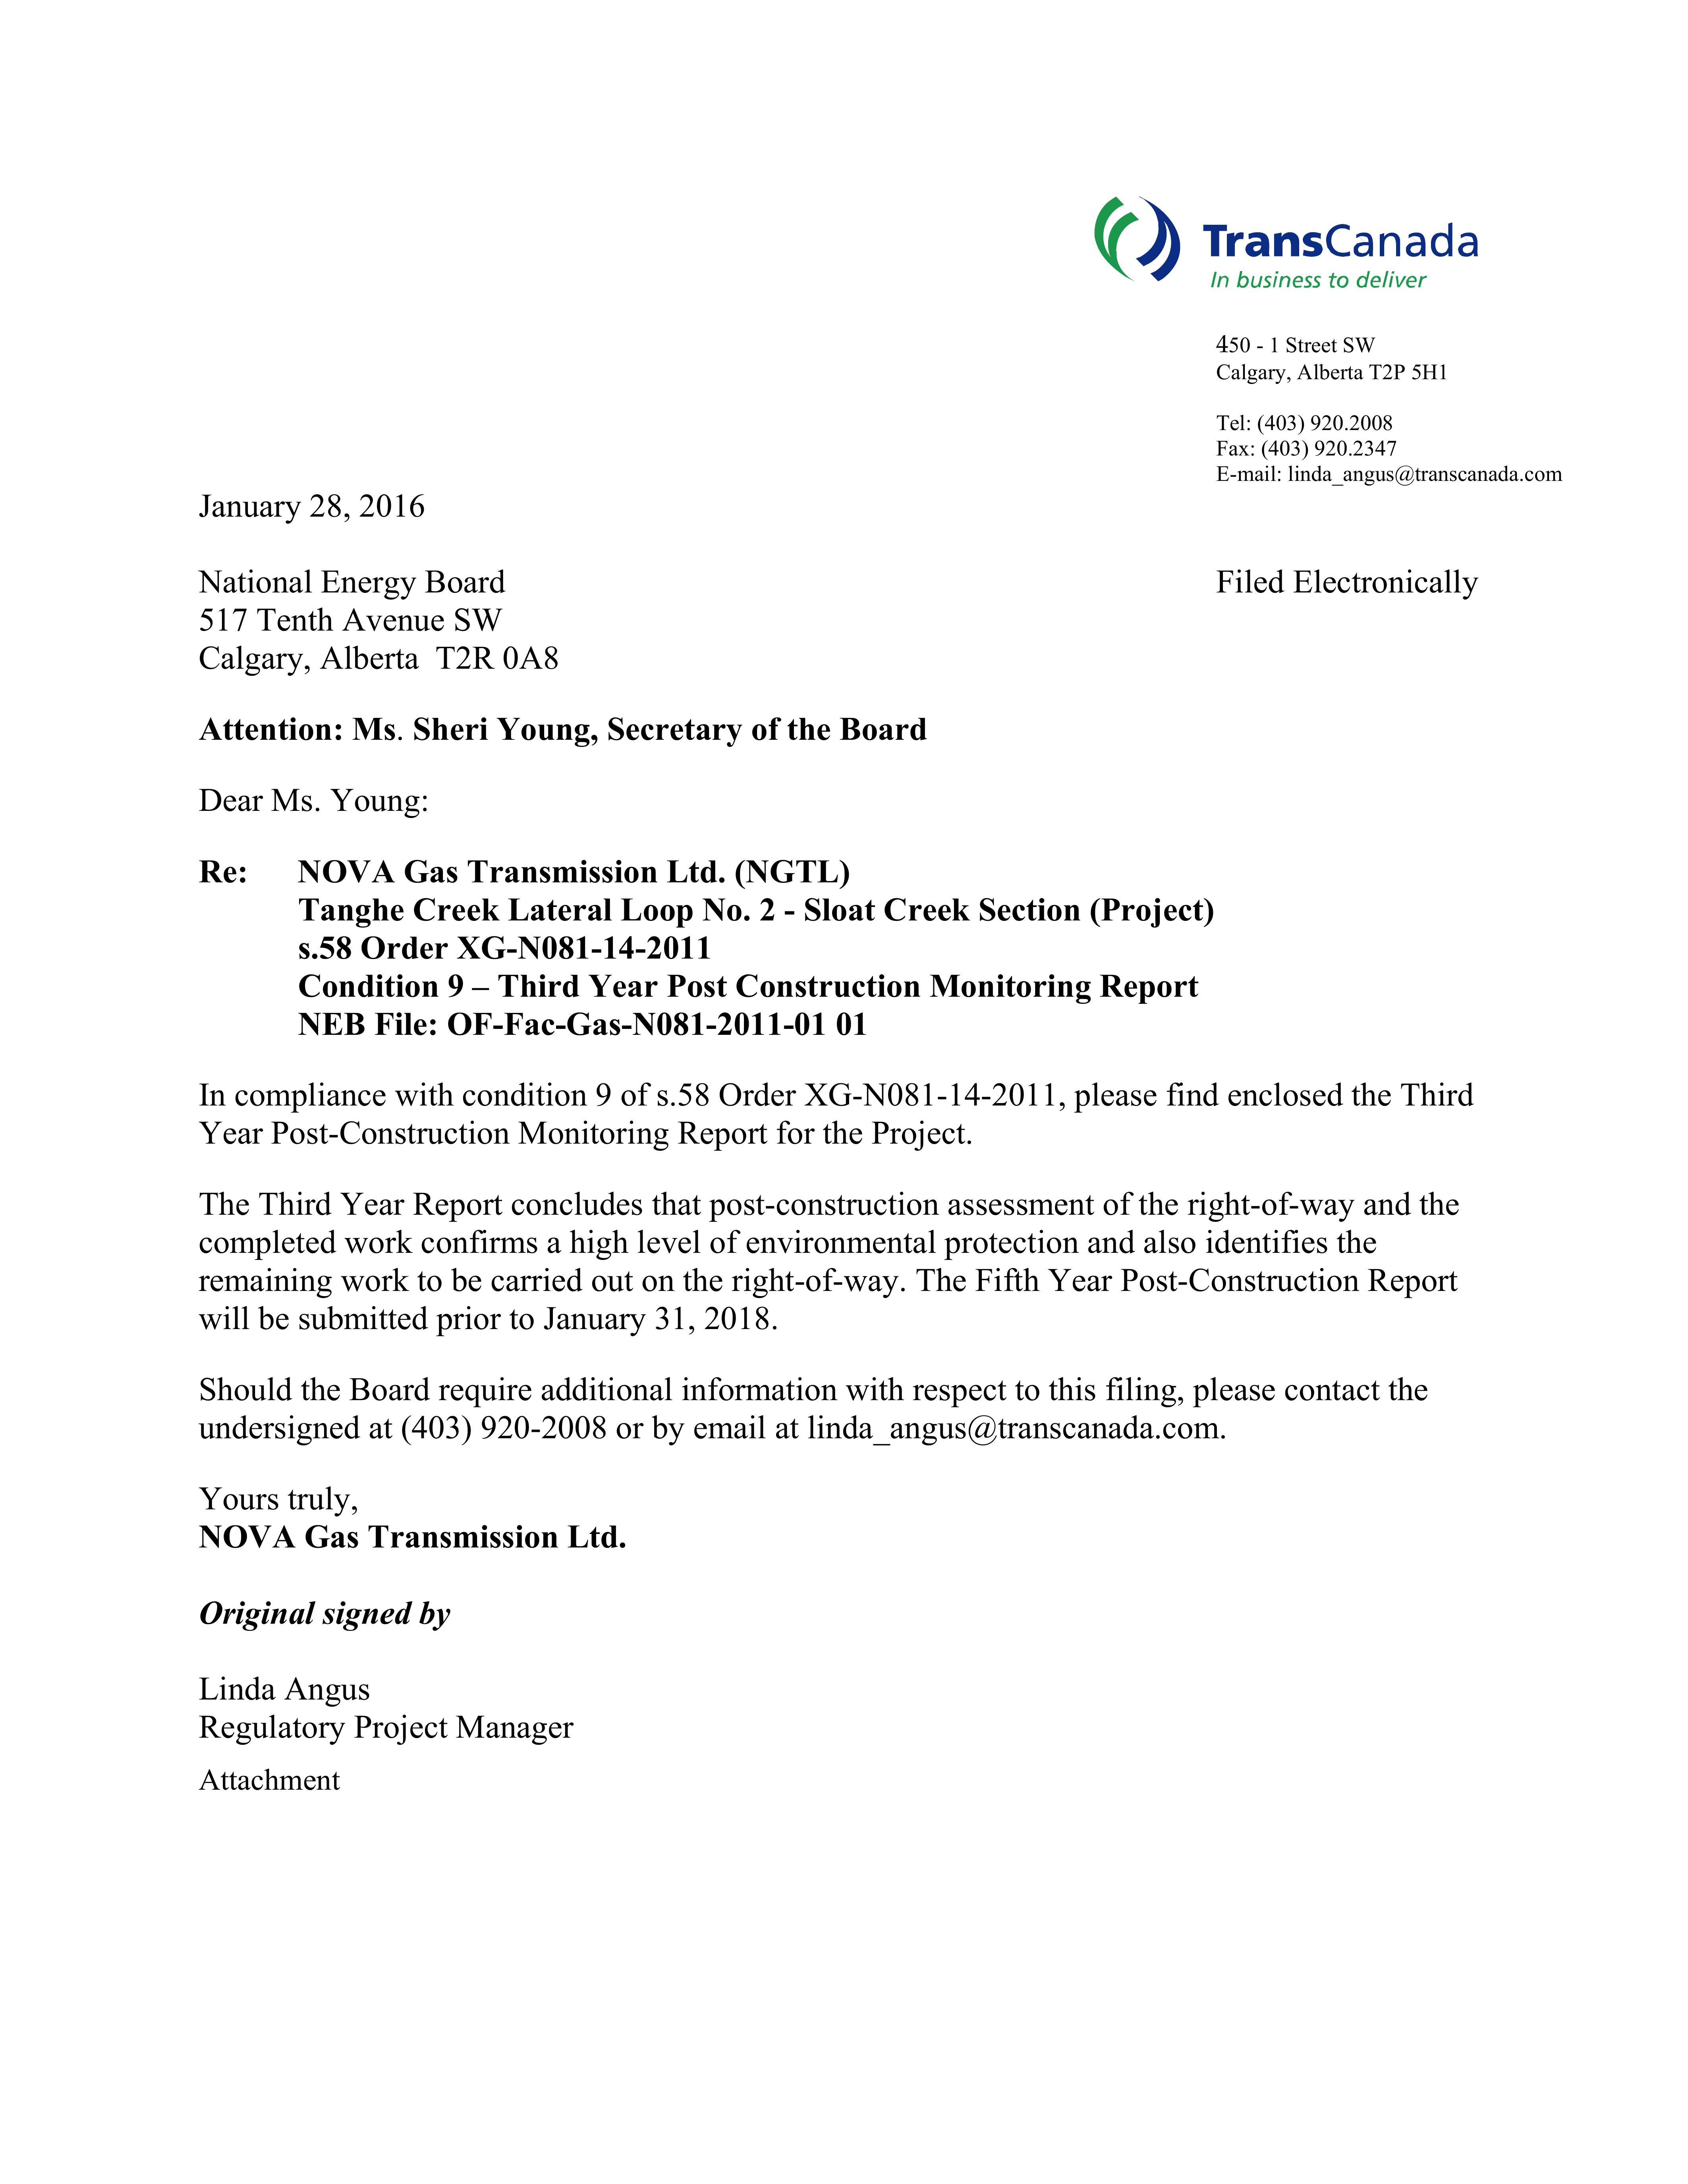 TransCanada
In business to deliver
450 - 1 Street SW
Calgary, Alberta T2P 5H1
Tel: (403) 920.2008
Fax: (403) 920.2347
E-mail: linda_angus@transcanada.com
January 28, 2016
National Energy Board
Filed Electronically
517 Tenth Avenue SW
Calgary, Alberta  T2R 0A8
Attention: Ms. Sheri Young, Secretary of the Board
Dear Ms. Young:
Re: NOVA Gas Transmission Ltd. (NGTL)
Tanghe Creek Lateral Loop No. 2 - Sloat Creek Section (Project)
s.58 Order XG-N081-14-2011
Condition 9 – Third Year Post Construction Monitoring Report
NEB File: OF-Fac-Gas-N081-2011-01 01
In compliance with condition 9 of s.58 Order XG-N081-14-2011, please find enclosed the Third
Year Post-Construction Monitoring Report for the Project.
The Third Year Report concludes that post-construction assessment of the right-of-way and the
completed work confirms a high level of environmental protection and also identifies the
remaining work to be carried out on the right-of-way. The Fifth Year Post-Construction Report
will be submitted prior to January 31, 2018.
Should the Board require additional information with respect to this filing, please contact the
undersigned at (403) 920-2008 or by email at linda_angus@transcanada.com.
Yours truly,
NOVA Gas Transmission Ltd.
Original signed by
Linda Angus
Regulatory Project Manager
Attachment